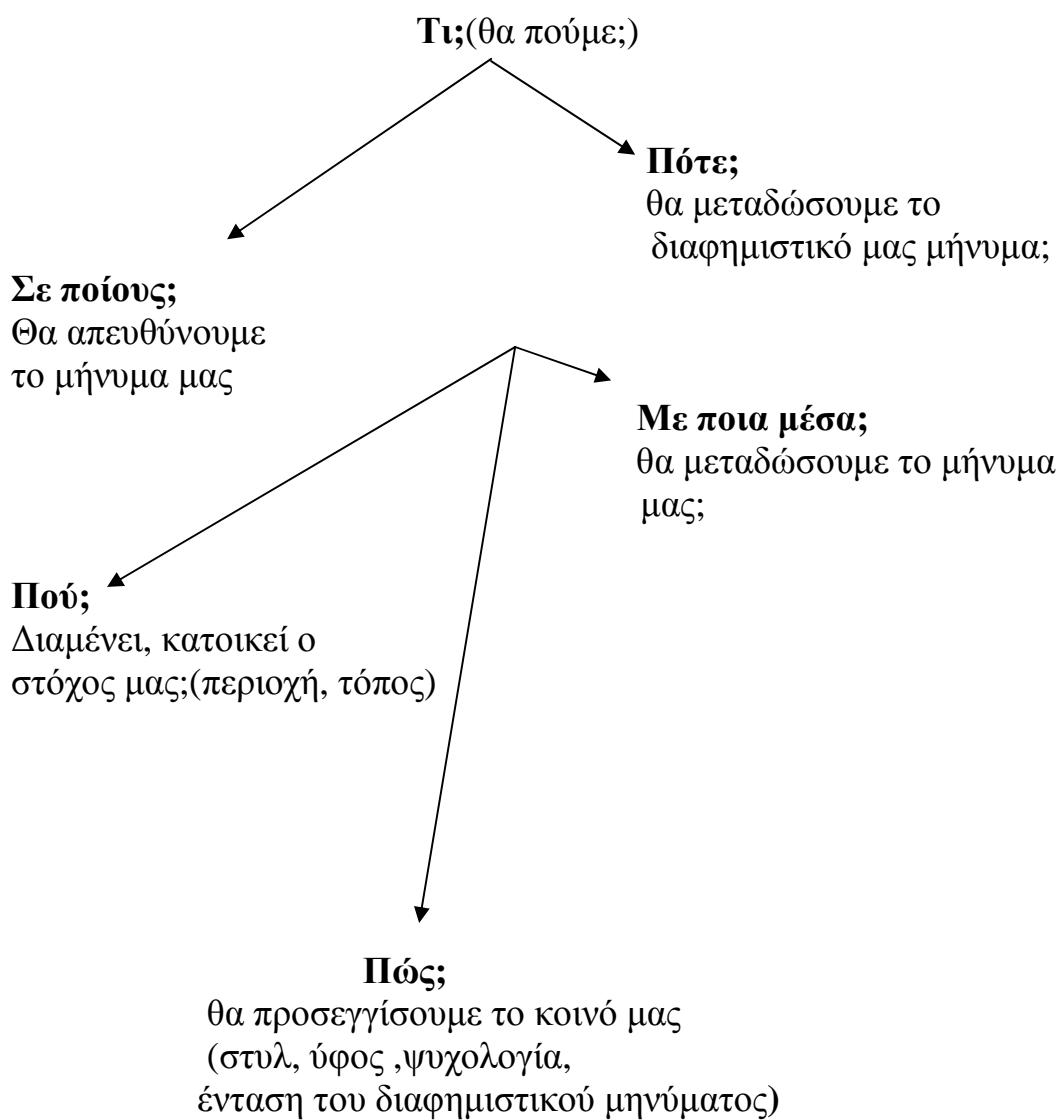 Τι;(θα πούμε;)
Πότε;
θα μεταδώσουμε το
διαφημιστικό μας μήνυμα;
Σε ποίους;
Θα απευθύνουμε
το μήνυμα μας
Με ποια μέσα;
θα μεταδώσουμε το μήνυμα
μας;
Πού;
Διαμένει, κατοικεί ο
στόχος μας;(περιοχή, τόπος)
Πώς;
θα προσεγγίσουμε το κοινό μας
(στυλ, ύφος ,ψυχολογία,
ένταση του διαφημιστικού μηνύματος)